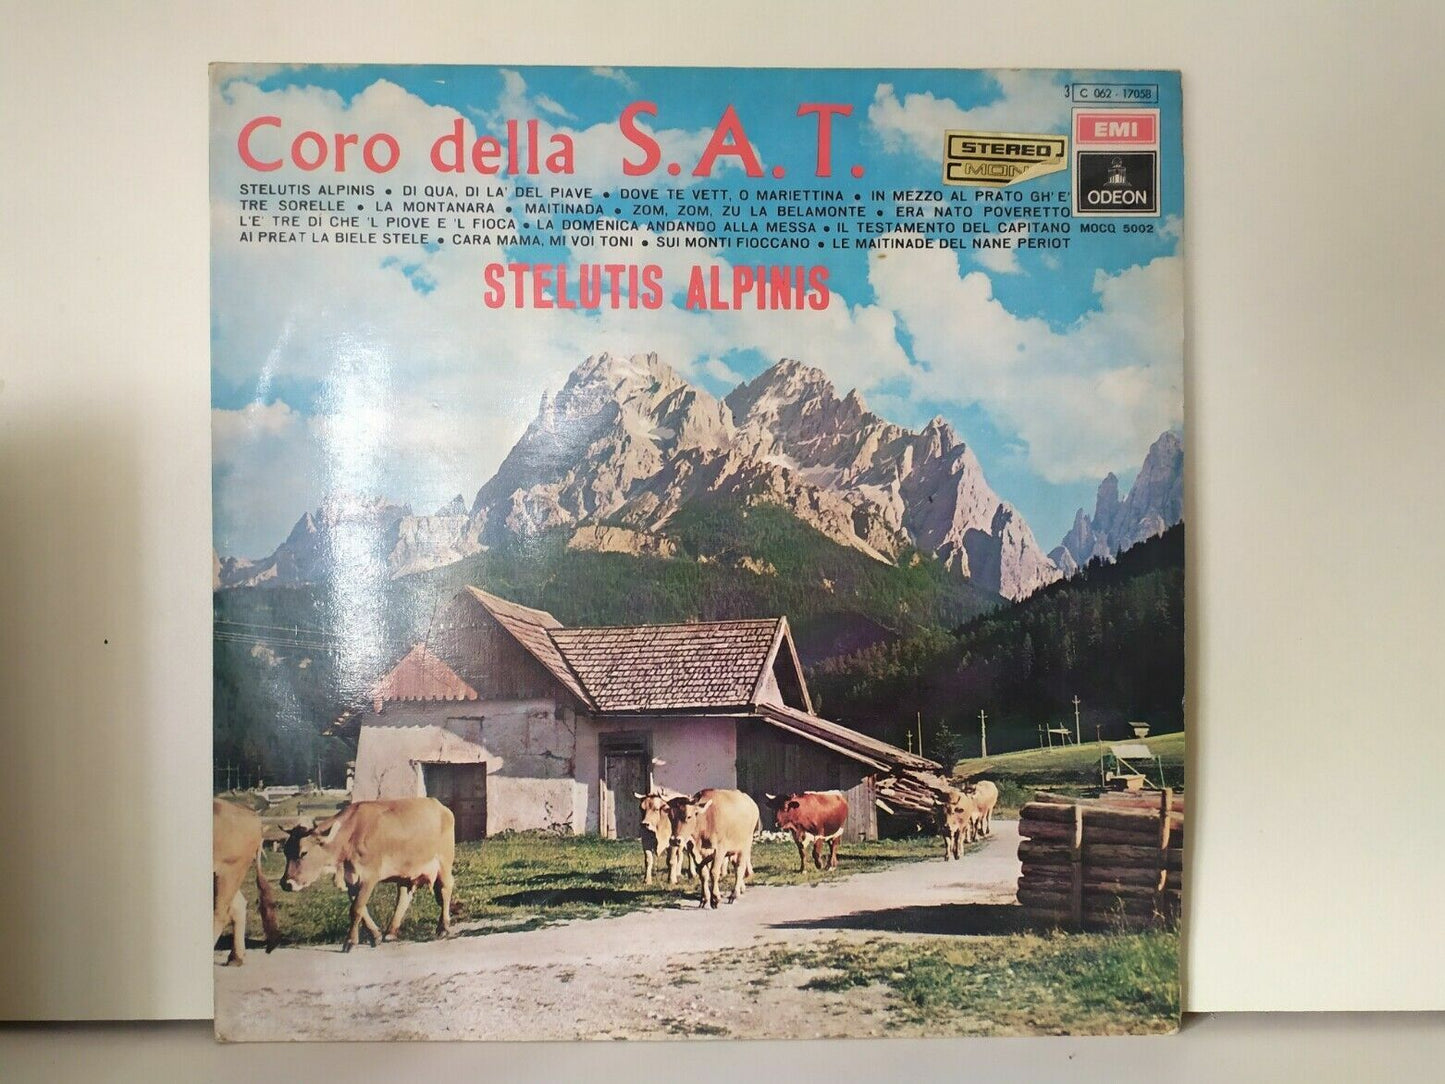 3 C 062 - 17058
Coro della S.A.T.
EMI
STEREO
MON
ODEON
STELUTIS ALPINIS • DI QUA, DI LA' DEL PIAVE • DOVE TE VETT, O MARIETTINA • IN MEZZO AL PRATO GH'E'
TRE SORELLE • LA MONTANARA • MAITINADA • ZOM, ZOM, ZU LA BELAMONTE • ERA NATO POVERETTO
L'E' TRE DÌ CHE 'L PIOVE E 'L FIOCA • LA DOMENICA ANDANDO ALLA MESSA • IL TESTAMENTO DEL CAPITANO
MOCQ 5002
AI PREAT LA BIELE STELE • CARA MAMA, MI VOI TONI • SUI MONTI FIOCCANO • LE MAITINADE DEL NANE PERIOT
STELUTIS ALPINIS